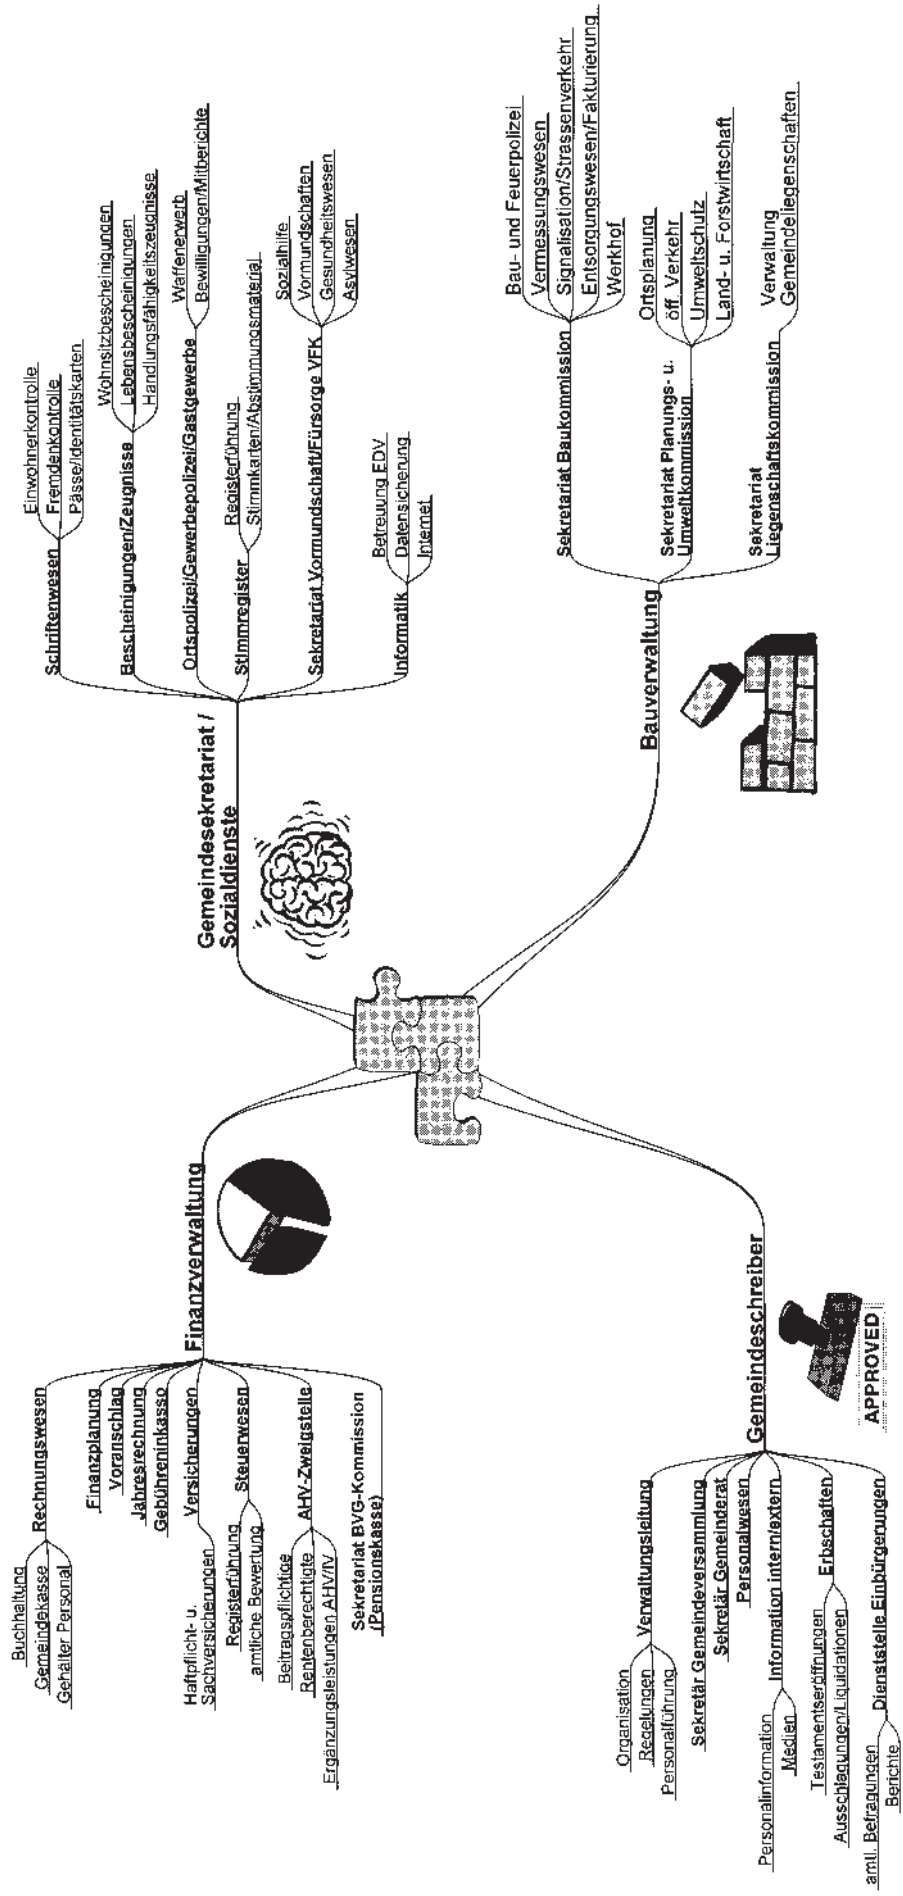 Finanzverwaltung
Rechnungswesen
Buchhaltung
Gemeindekasse
Gehälter Personal
Finanzplanung
Voranschlag
Jahresrechnung
Gebühreninkasso
Versicherungen
Haftpflicht- u.
Sachversicherungen
Steuerwesen
Registerführung
amtliche Bewertung
AHV-Zweigstelle
Beitragspflichtige
Rentenberechtigte
Ergänzungsleistungen AHV/IV
Sekretariat BVG-Kommission
(Pensionskasse)
Gemeindesekretariat /
Sozialdienste
Schriftenwesen
Einwohnerkontrolle
Fremdenkontrolle
Pässe/Identitätskarten
Bescheinigungen/Zeugnisse
Wohnsitzbescheinigungen
Lebensbescheinigungen
Handlungsfähigkeitszeugnisse
Ortspolizei/Gewerbepolizei/Gastgewerbe
Waffenerwerb
Bewilligungen/Mitberichte
Stimmregister
Registerführung
Stimmkarten/Abstimmungsmaterial
Sekretariat Vormundschaft/Fürsorge VFK
Sozialhilfe
Vormundschaften
Gesundheitswesen
Asylwesen
Informatik
Betreuung EDV
Datensicherung
Internet
Gemeindeschreiber
Verwaltungsleitung
Organisation
Regelungen
Personalführung
Sekretär Gemeindeversammlung
Sekretär Gemeinderat
Personalwesen
Information intern/extern
Personalinformation
Medien
Erbschaften
Testamentseröffnungen
Ausschlagungen/Liquidationen
Dienststelle Einbürgerungen
amtl. Befragungen
Berichte
APPROVED
Bauverwaltung
Sekretariat Baukommission
Bau- und Feuerpolizei
Vermessungswesen
Signalisation/Strassenverkehr
Entsorgungswesen/Fakturierung
Werkhof
Sekretariat Planungs- u.
Umweltkommission
Ortsplanung
öff. Verkehr
Umweltschutz
Land- u. Forstwirtschaft
Sekretariat
Liegenschaftskommission
Verwaltung
Gemeindeliegenschaften